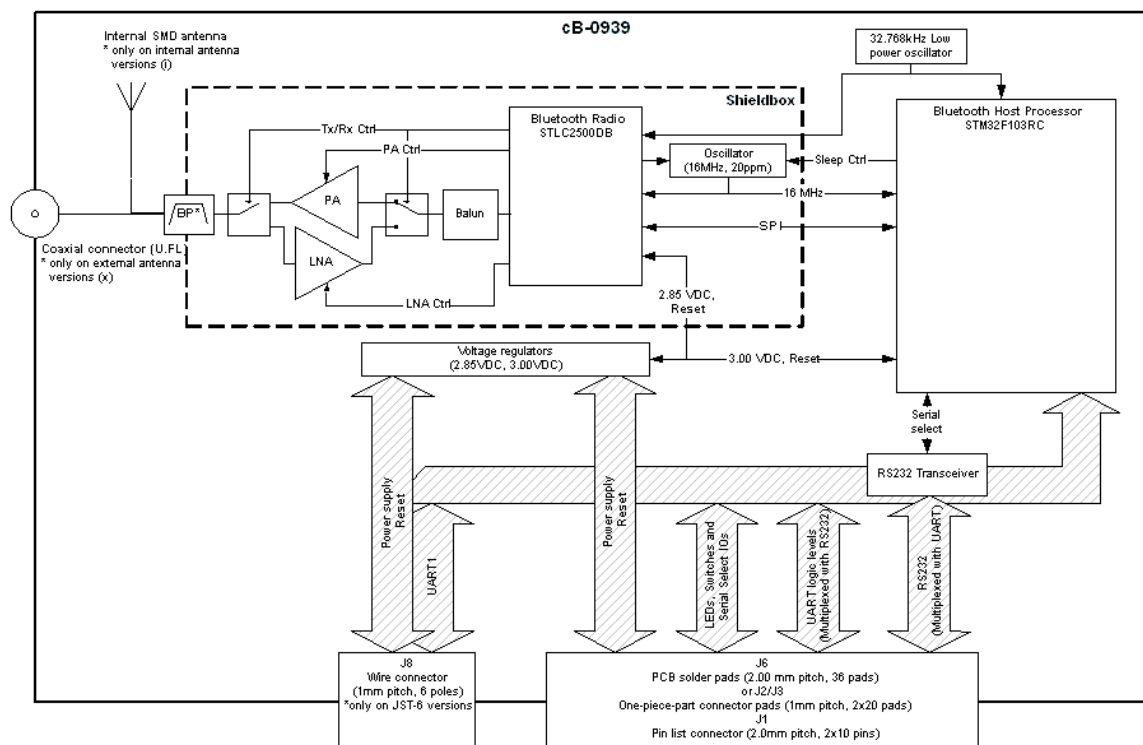 cB-0939
Internal SMD antenna
* only on internal antenna
versions (i)
32.768kHz Low
power oscillator
Shieldbox
Bluetooth Radio
STLC2500DB
Bluetooth Host Processor
STM32F103RC
Tx/Rx Ctrl
PA Ctrl
Oscillator
(16MHz, 20ppm)
Sleep Ctrl
16 MHz
BP*
PA
Balun
SPI
Coaxial connector (U.FL)
* only on external antenna
versions (x)
LNA
LNA Ctrl
2.85 VDC,
Reset
Voltage regulators
(2.85VDC, 3.00VDC)
3.00 VDC, Reset
Serial
select
RS232 Transceiver
Power supply
Reset
UART1
Power supply
Reset
LEDs, Switches and
Serial Select IOs
UART logic levels
(Multiplexed with RS232)
RS232
(Multiplexed with UART)
J8
Wire connector
(1mm pitch, 6 poles)
*only on JST-6 versions
J6
PCB solder pads (2.00 mm pitch, 36 pads)
or J2/J3
One-piece-part connector pads (1mm pitch, 2x20 pads)
J1
Pin list connector (2.0mm pitch, 2x10 pins)